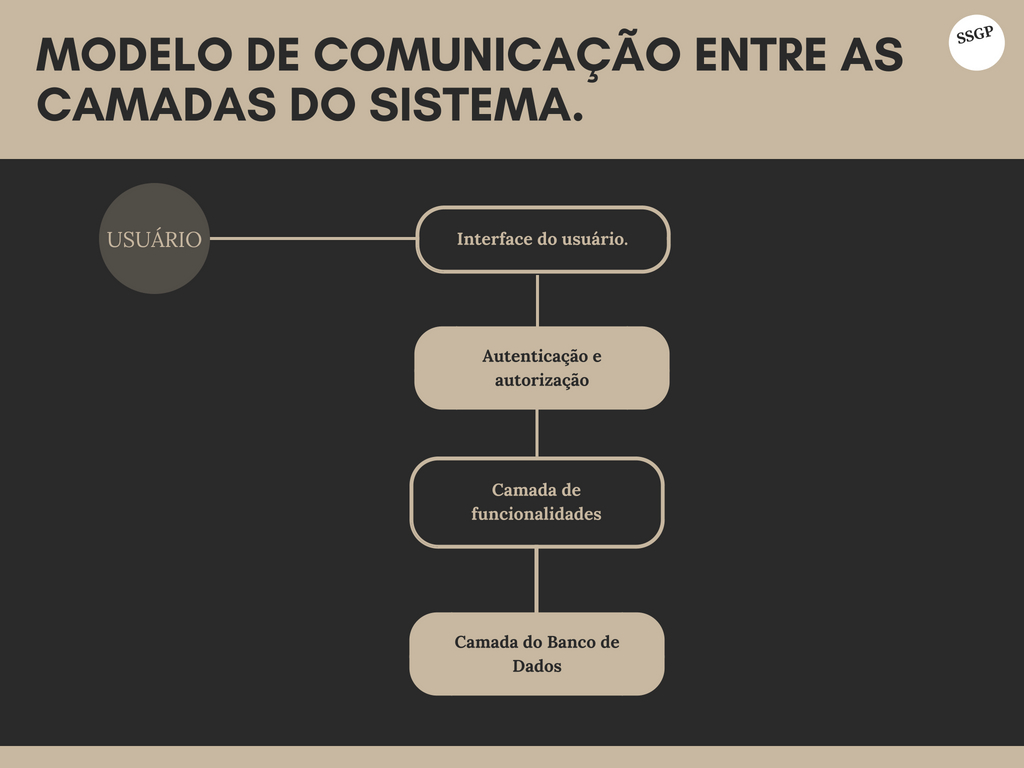 MODELO DE COMUNICAÇÃO ENTRE AS
CAMADAS DO SISTEMA.
SSGP
USUÁRIO
Interface do usuário.
Autenticação e
autorização
Camada de
funcionalidades
Camada do Banco de
Dados